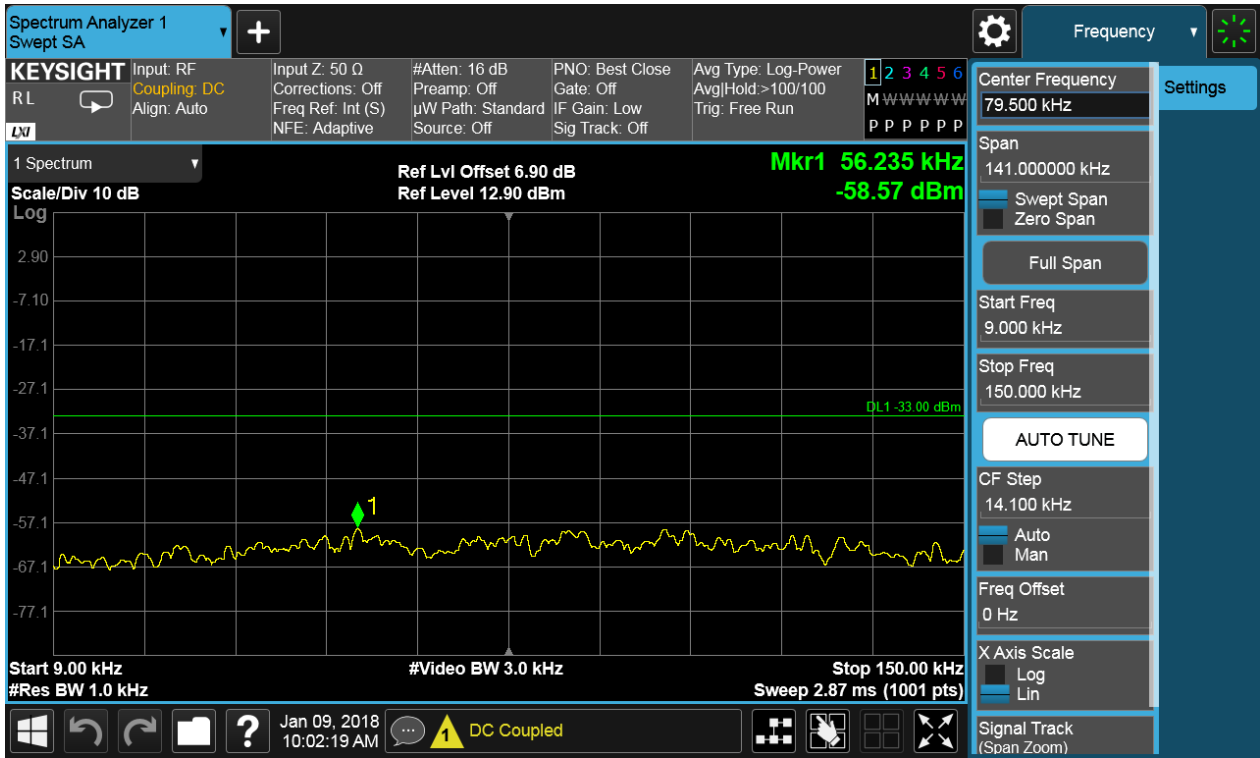 Spectrum Analyzer 1
Swept SA
+
Frequency
KEYSIGHT
R L
LXI
Input: RF
Coupling: DC
Align: Auto
Input Z: 50 Ω
Corrections: Off
Freq Ref: Int (S)
NFE: Adaptive
#Atten: 16 dB
Preamp: Off
µW Path: Standard
Source: Off
PNO: Best Close
Gate: Off
IF Gain: Low
Sig Track: Off
Avg Type: Log-Power
Avg|Hold:>100/100
Trig: Free Run
1 2 3 4 5 6
M W W W W W
P P P P P P
1 Spectrum
Scale/Div 10 dB
Log
Ref Lvl Offset 6.90 dB
Ref Level 12.90 dBm
Mkr1 56.235 kHz
-58.57 dBm
2.90
-7.10
-17.1
-27.1
DL1 -33.00 dBm
-37.1
-47.1
1
-57.1
-67.1
-77.1
Start 9.00 kHz
#Res BW 1.0 kHz
#Video BW 3.0 kHz
Stop 150.00 kHz
Sweep 2.87 ms (1001 pts)
Center Frequency
79.500 kHz
Span
141.000000 kHz
Swept Span
Zero Span
Full Span
Start Freq
9.000 kHz
Stop Freq
150.000 kHz
AUTO TUNE
CF Step
14.100 kHz
Auto
Man
Freq Offset
0 Hz
X Axis Scale
Log
Lin
Signal Track
(Span Zoom)
Settings
?
Jan 09, 2018
10:02:19 AM
1
DC Coupled